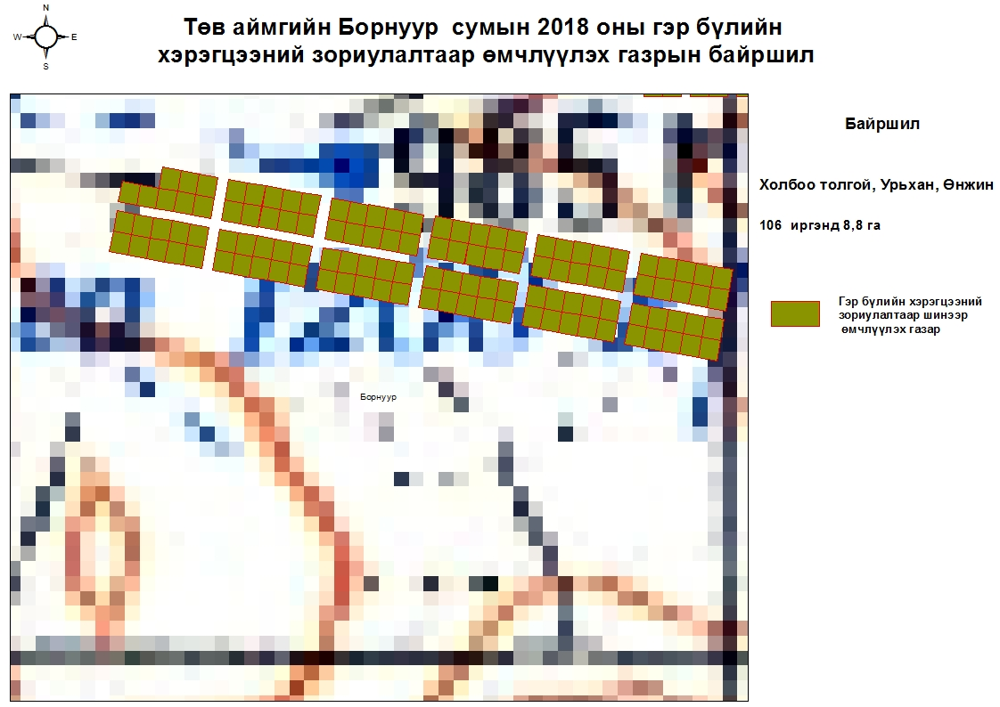 N
W E
S
Төв аймгийн Борнуур сумын 2018 оны гэр бүлийн
хэрэгцээний зориулалтаар өмчлүүлэх газрын байршил
Байршил
Холбоо толгой, Урьхан, Өнжин
106 иргэнд 8,8 га
Гэр бүлийн хэрэгцээний
зориулалтаар шинээр
өмчлүүлэх газар
Борнуур